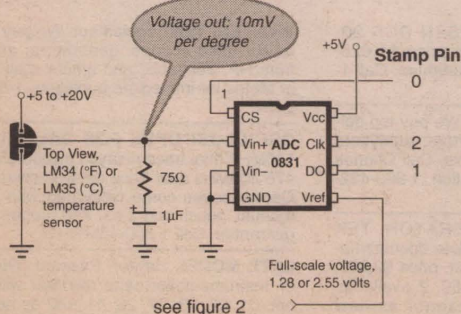 Voltage out: 10mV
per degree
+5V
Stamp Pin
0
+5 to +20V
1
CS
Vcc
Vin+
ADC
0831
Clk
2
Vin–
DO
1
GND
Vref
Top View,
LM34 (°F) or
LM35 (°C)
temperature
sensor
75Ω
+
1µF
Full-scale voltage,
1.28 or 2.55 volts
see figure 2